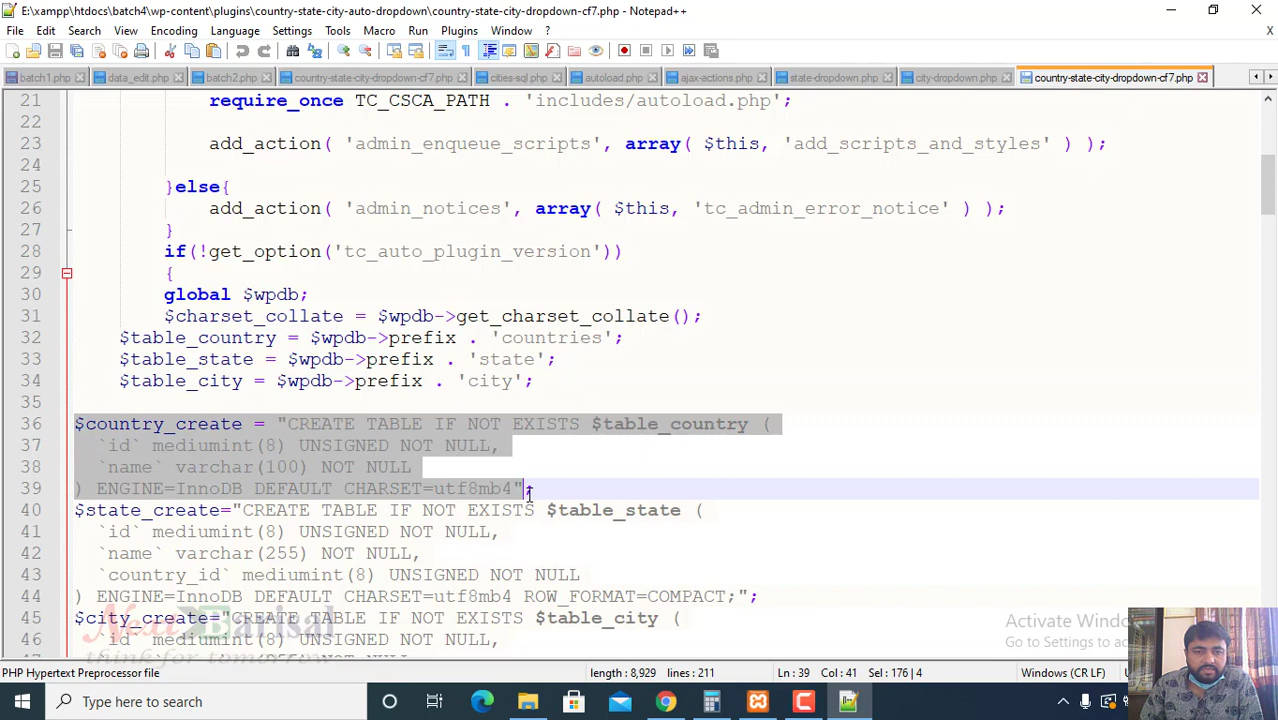 E:\xampp\htdocs\batch4\wp-content\plugins\country-state-city-auto-dropdown\country-state-city-dropdown-cf7.php - Notepad++
File Edit Search View Encoding Language Settings Tools Macro Run Plugins Window ?
X
batch1.php data_edit.php batch2.php country-state-city-dropdown-cf7.php cities-sql.php autoload.php ajax-actions.php state-dropdown.php city-dropdown.php country-state-city-dropdown-cf7.php
21 require_once TC_CSCA_PATH . 'includes/autoload.php';
22
23 add_action( 'admin_enqueue_scripts', array( $this, 'add_scripts_and_styles' ) );
24
25 }else{
26 add_action( 'admin_notices', array( $this, 'tc_admin_error_notice' ) );
27 }
28 if(!get_option('tc_auto_plugin_version'))
29 {
30 global $wpdb;
31 $charset_collate = $wpdb->get_charset_collate();
32 $table_country = $wpdb->prefix . 'countries';
33 $table_state = $wpdb->prefix . 'state';
34 $table_city = $wpdb->prefix . 'city';
35
36 $country_create = "CREATE TABLE IF NOT EXISTS $table_country (
37 `id` mediumint(8) UNSIGNED NOT NULL,
38 `name` varchar(100) NOT NULL
39 ) ENGINE=InnoDB DEFAULT CHARSET=utf8mb4";
40 $state_create="CREATE TABLE IF NOT EXISTS $table_state (
41 `id` mediumint(8) UNSIGNED NOT NULL,
42 `name` varchar(255) NOT NULL,
43 `country_id` mediumint(8) UNSIGNED NOT NULL
44 ) ENGINE=InnoDB DEFAULT CHARSET=utf8mb4 ROW_FORMAT=COMPACT;";
45 $city_create="CREATE TABLE IF NOT EXISTS $table_city (
46 `id` mediumint(8) UNSIGNED NOT NULL,
Next Barisal
think for tomorrow
Activate Windo
Go to Settings to a
PHP Hypertext Preprocessor file length : 8,929 lines : 211 Ln : 39 Col : 41 Sel : 176 | 4 Windows (CR LF)
Type here to search